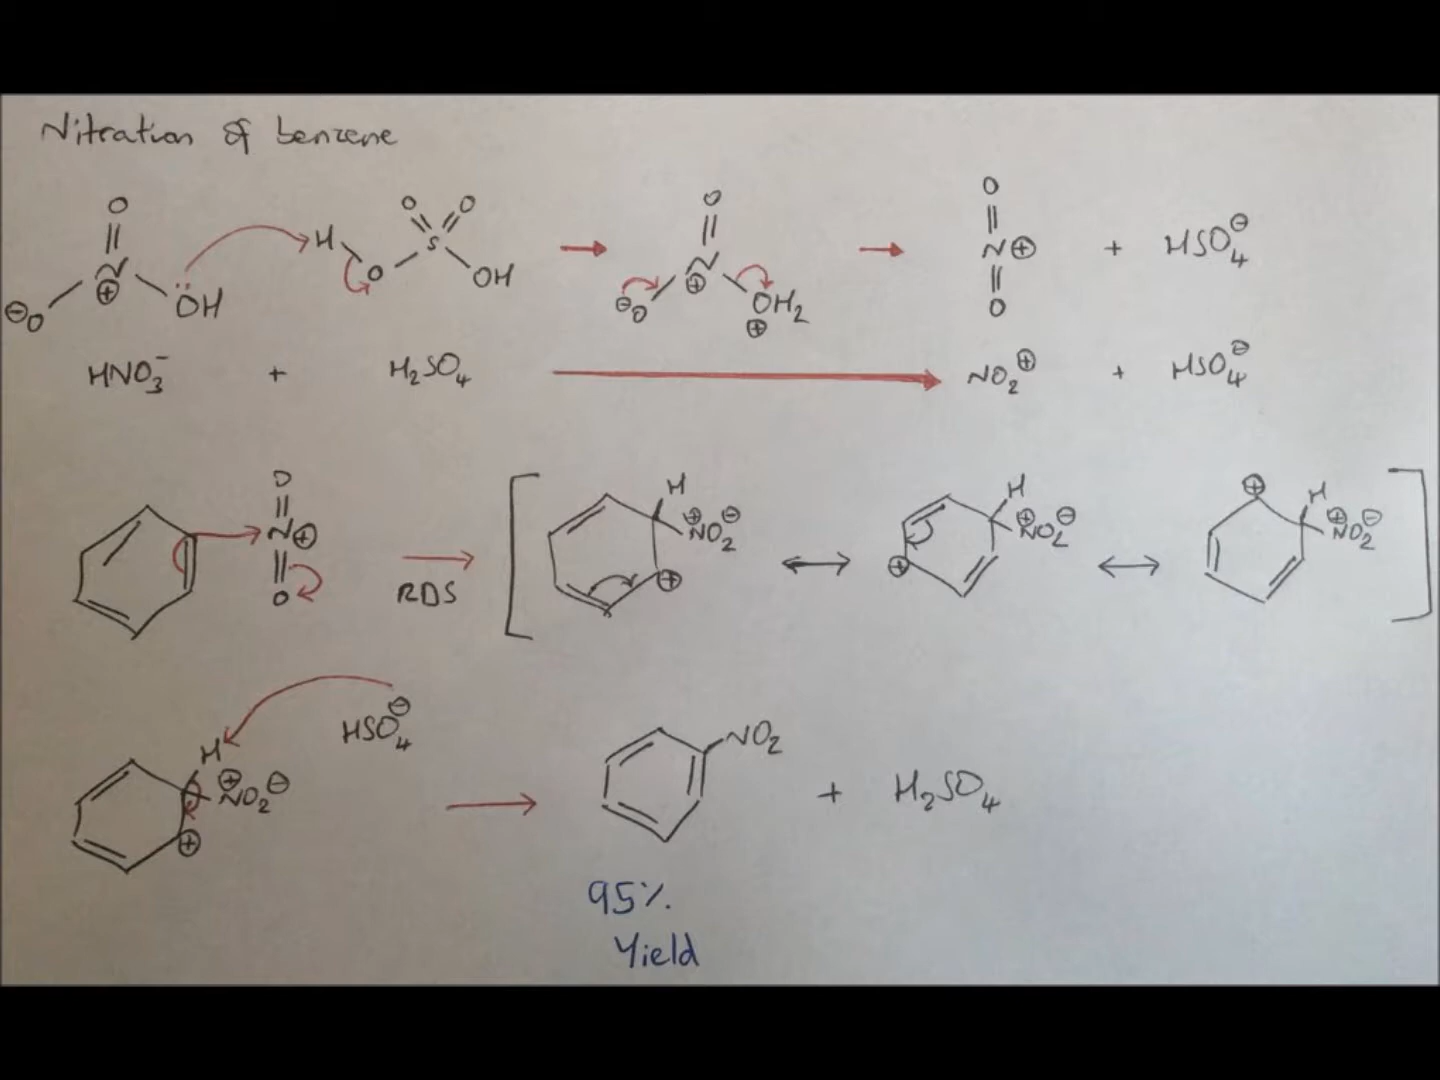 Nitration of benzene
O O O O O
H S N⊕ + HSO₄⊖
N⊕ O OH N⊕
⊖O ÖH ⊖O OH₂⊕ O
HNO₃⁻ + H₂SO₄ → NO₂⊕ + HSO₄⊖
O H H ⊕ H
N⊕ ⊕NO₂⊖ ⊕NO₂⊖ ⊕NO₂⊖
O RDS ⊕ ⊕
HSO₄⊖
H NO₂
⊕NO₂⊖ → + H₂SO₄
⊕
95%
Yield